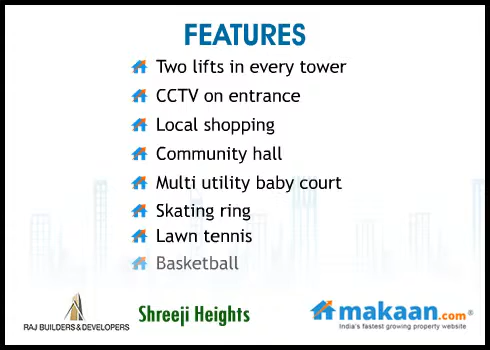 FEATURES
Two lifts in every tower
CCTV on entrance
Local shopping
Community hall
Multi utility baby court
Skating ring
Lawn tennis
Basketball
RAJ BUILDERS & DEVELOPERS
Shreeji Heights
makaan.com®
India's fastest growing property website